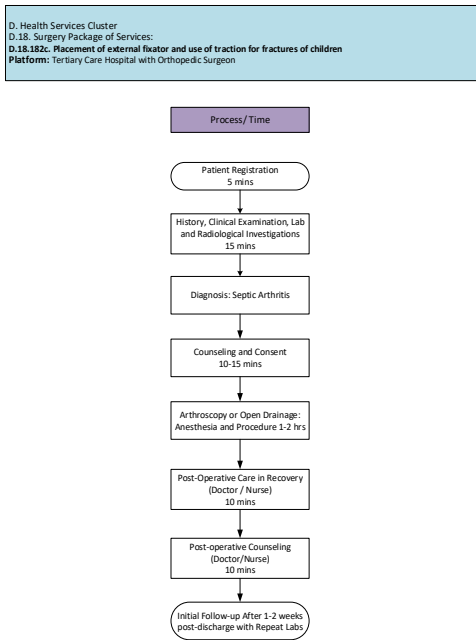 D. Health Services Cluster
D.18. Surgery Package of Services:
D.18.182c. Placement of external fixator and use of traction for fractures of children
Platform: Tertiary Care Hospital with Orthopedic Surgeon
Process/ Time
Patient Registration
5 mins
History, Clinical Examination, Lab
and Radiological Investigations
15 mins
Diagnosis: Septic Arthritis
Counseling and Consent
10-15 mins
Arthroscopy or Open Drainage:
Anesthesia and Procedure 1-2 hrs
Post-Operative Care in Recovery
(Doctor / Nurse)
10 mins
Post-operative Counseling
(Doctor/Nurse)
10 mins
Initial Follow-up After 1-2 weeks
post-discharge with Repeat Labs